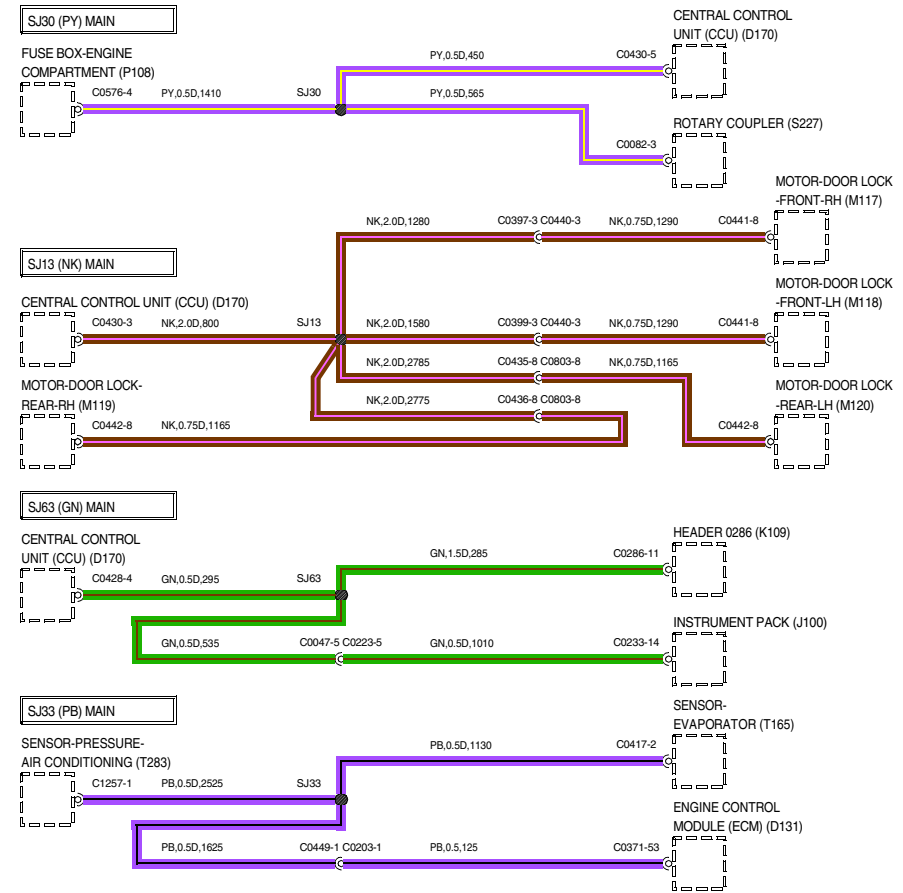 SJ30 (PY) MAIN
CENTRAL CONTROL
UNIT (CCU) (D170)
FUSE BOX-ENGINE
COMPARTMENT (P108)
PY,0.5D,450
C0430-5
C0576-4
PY,0.5D,1410
SJ30
PY,0.5D,565
ROTARY COUPLER (S227)
C0082-3
MOTOR-DOOR LOCK
-FRONT-RH (M117)
NK,2.0D,1280
C0397-3 C0440-3
NK,0.75D,1290
C0441-8
SJ13 (NK) MAIN
MOTOR-DOOR LOCK
-FRONT-LH (M118)
CENTRAL CONTROL UNIT (CCU) (D170)
C0430-3
NK,2.0D,800
SJ13
NK,2.0D,1580
C0399-3 C0440-3
NK,0.75D,1290
C0441-8
NK,2.0D,2785
C0435-8 C0803-8
NK,0.75D,1165
MOTOR-DOOR LOCK-
REAR-RH (M119)
MOTOR-DOOR LOCK
-REAR-LH (M120)
NK,2.0D,2775
C0436-8 C0803-8
C0442-8
NK,0.75D,1165
C0442-8
SJ63 (GN) MAIN
CENTRAL CONTROL
UNIT (CCU) (D170)
HEADER 0286 (K109)
GN,1.5D,285
C0286-11
C0428-4
GN,0.5D,295
SJ63
INSTRUMENT PACK (J100)
GN,0.5D,535
C0047-5 C0223-5
GN,0.5D,1010
C0233-14
SJ33 (PB) MAIN
SENSOR-
EVAPORATOR (T165)
SENSOR-PRESSURE-
AIR CONDITIONING (T283)
PB,0.5D,1130
C0417-2
C1257-1
PB,0.5D,2525
SJ33
ENGINE CONTROL
MODULE (ECM) (D131)
PB,0.5D,1625
C0449-1 C0203-1
PB,0.5,125
C0371-53